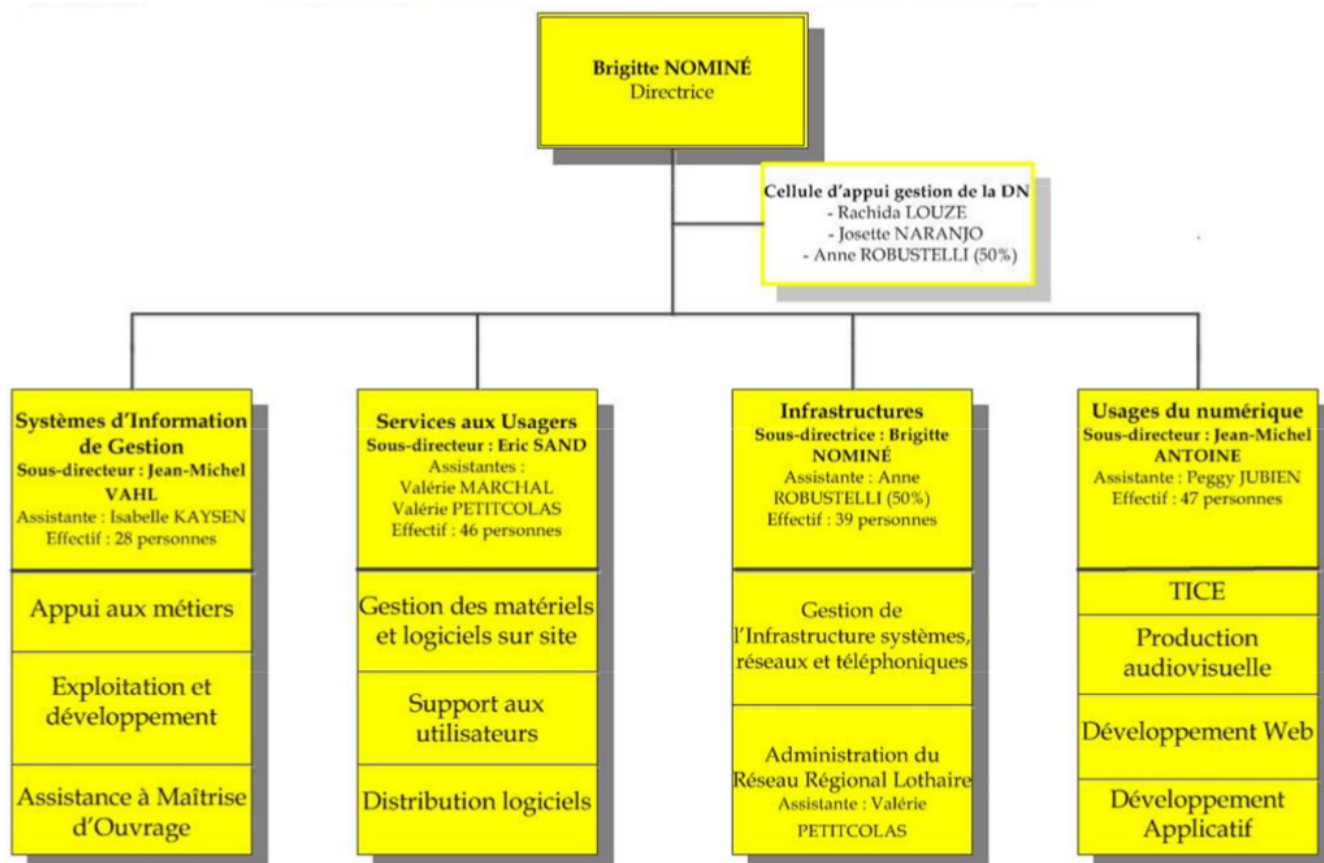 Brigitte NOMINÉ
Directrice
Cellule d'appui gestion de la DN
- Rachida LOUZE
- Josette NARANJO
- Anne ROBUSTELLI (50%)
Systèmes d'Information
de Gestion
Sous-directeur : Jean-Michel
VAHL
Assistante : Isabelle KAYSEN
Effectif : 28 personnes
Appui aux métiers
Exploitation et
développement
Assistance à Maîtrise
d'Ouvrage
Services aux Usagers
Sous-directeur : Eric SAND
Assistantes :
Valérie MARCHAL
Valérie PETITCOLAS
Effectif : 46 personnes
Gestion des matériels
et logiciels sur site
Support aux
utilisateurs
Distribution logiciels
Infrastructures
Sous-directrice : Brigitte
NOMINÉ
Assistante : Anne
ROBUSTELLI (50%)
Effectif : 39 personnes
Gestion de
l'Infrastructure systèmes,
réseaux et téléphoniques
Administration du
Réseau Régional Lothaire
Assistante : Valérie
PETITCOLAS
Usages du numérique
Sous-directeur : Jean-Michel
ANTOINE
Assistante : Peggy JUBIEN
Effectif : 47 personnes
TICE
Production
audiovisuelle
Développement Web
Développement
Applicatif